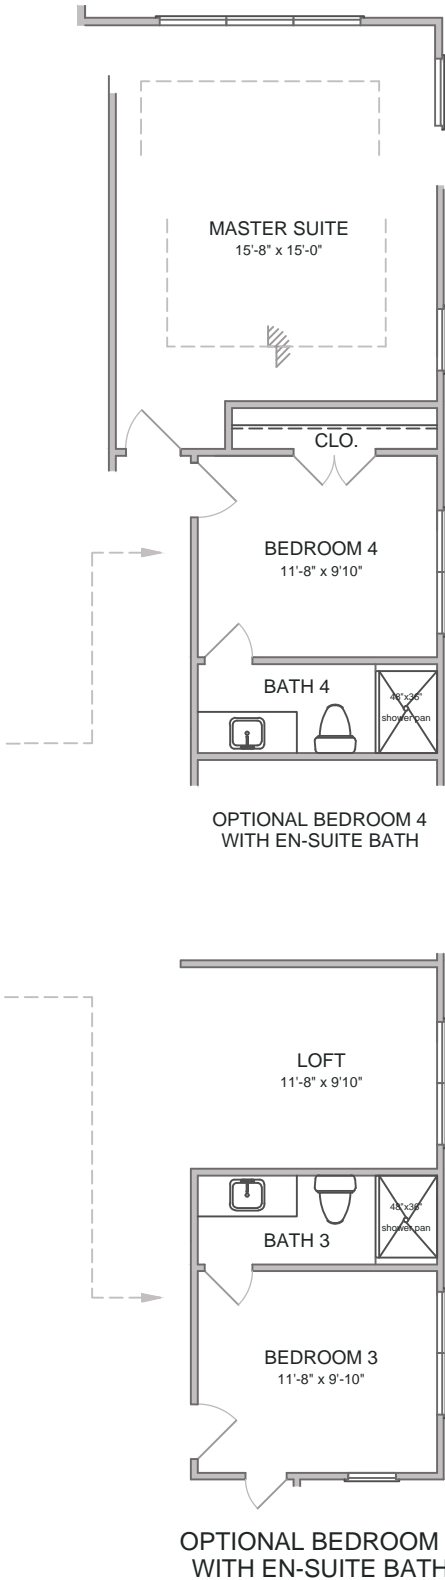 MASTER SUITE
15'-8" x 15'-0"
CLO.
BEDROOM 4
11'-8" x 9'10"
BATH 4
48"x36"
shower pan
OPTIONAL BEDROOM 4
WITH EN-SUITE BATH
LOFT
11'-8" x 9'10"
48"x36"
shower pan
BATH 3
BEDROOM 3
11'-8" x 9'-10"
OPTIONAL BEDROOM
WITH EN-SUITE BATH